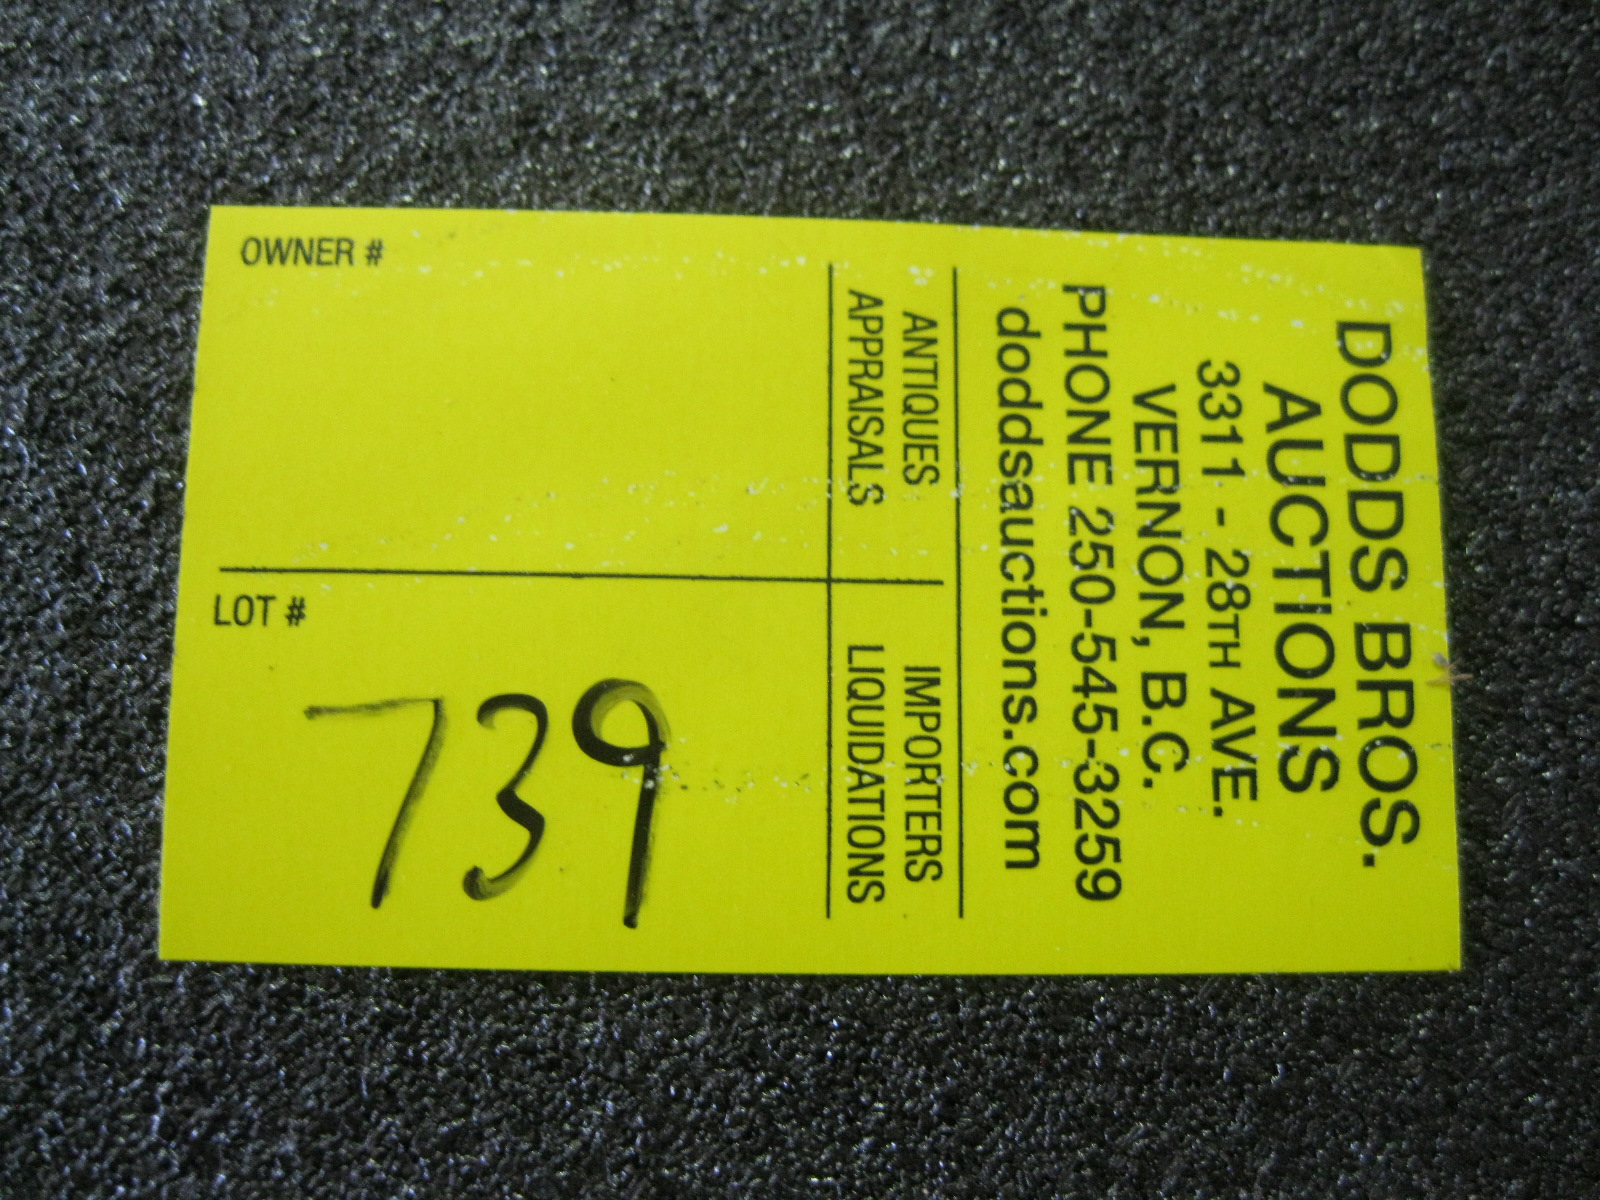 DODDS BROS.
AUCTIONS
3311 - 28TH AVE.
VERNON, B.C.
PHONE 250-545-3259
doddsauctions.com
ANTIQUES
APPRAISALS
IMPORTERS
LIQUIDATIONS
OWNER #
LOT #
739